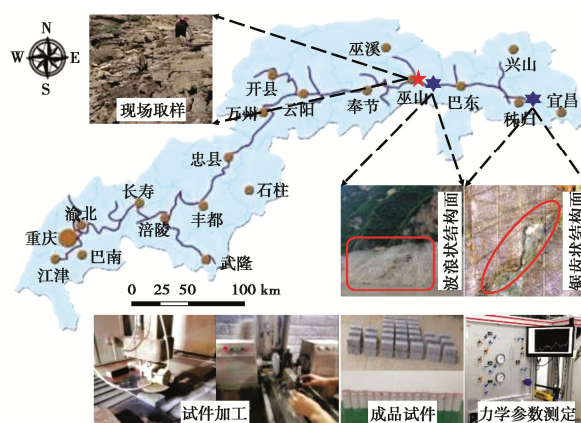 N
W
E
S
现场取样
巫溪
兴山
开县
云阳
奉节
巫山
巴东
秭归
宜昌
万州
忠县
石柱
长寿
丰都
涪陵
渝北
重庆
巴南
江津
武隆
0 25 50 100 km
波浪状结构面
锯齿状结构面
试件加工
成品试件
力学参数测定